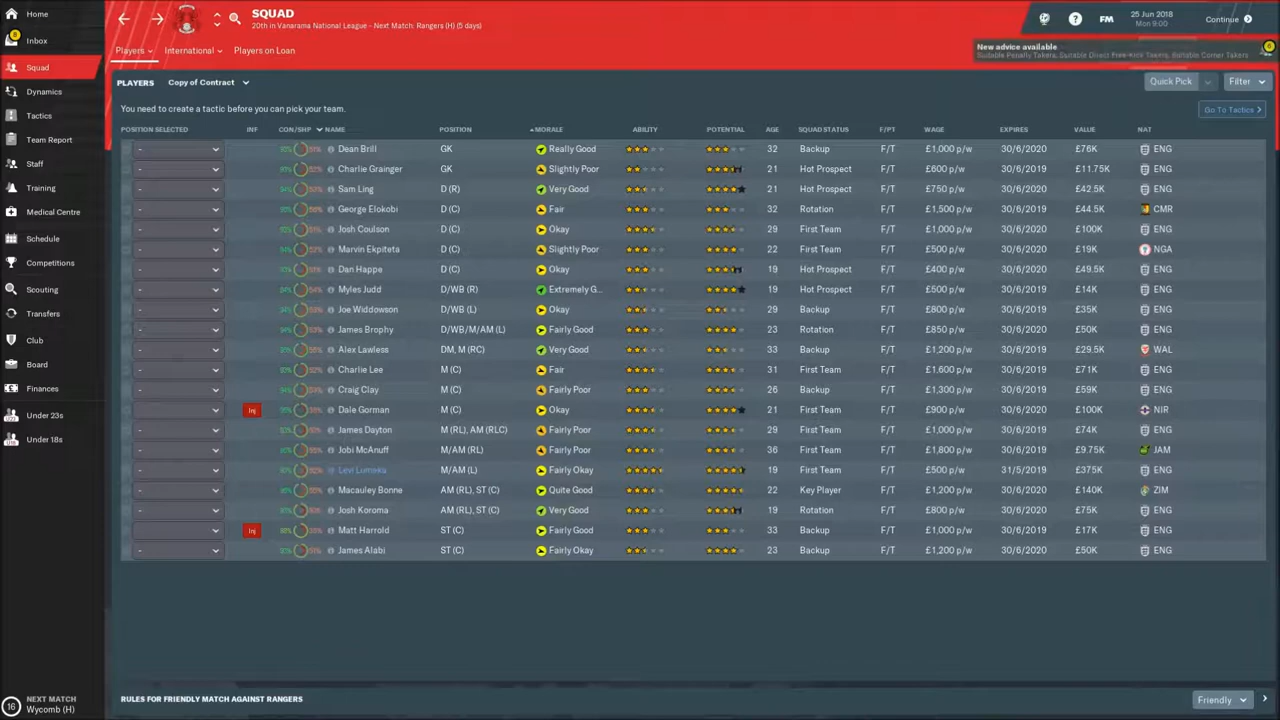 Home
8
Inbox
Squad
Dynamics
Tactics
Team Report
Staff
Training
Medical Centre
Schedule
Competitions
Scouting
Transfers
Club
Board
Finances
Under 23s
Under 18s
16 NEXT MATCH
Wycomb (H)
SQUAD
20th in Vanarama National League - Next Match: Rangers (H) (5 days)
? FM 25 Jun 2018
Mon 9:00 Continue
Players International Players on Loan
New advice available
Suitable Penalty Takers, Suitable Direct Free Kick Takers, Suitable Corner Takers
PLAYERS Copy of Contract Quick Pick Filter
You need to create a tactic before you can pick your team. Go To Tactics
POSITION SELECTED INF CON/SHP NAME POSITION MORALE ABILITY POTENTIAL AGE SQUAD STATUS F/PT WAGE EXPIRES VALUE NAT
- Dean Brill GK Really Good 32 Backup F/T £1,000 p/w 30/6/2020 £76K ENG
- Charlie Grainger GK Slightly Poor 21 Hot Prospect F/T £600 p/w 30/6/2019 £11.75K ENG
- Sam Ling D (R) Very Good 21 Hot Prospect F/T £750 p/w 30/6/2019 £42.5K ENG
- George Elokobi D (C) Fair 32 Rotation F/T £1,500 p/w 30/6/2019 £44.5K CMR
- Josh Coulson D (C) Okay 29 First Team F/T £1,000 p/w 30/6/2020 £100K ENG
- Marvin Ekpiteta D (C) Slightly Poor 22 First Team F/T £500 p/w 30/6/2020 £19K NGA
- Dan Happe D (C) Okay 19 Hot Prospect F/T £400 p/w 30/6/2020 £49.5K ENG
- Myles Judd D/WB (R) Extremely G... 19 Hot Prospect F/T £500 p/w 30/6/2019 £14K ENG
- Joe Widdowson D/WB (L) Okay 29 Backup F/T £800 p/w 30/6/2020 £35K ENG
- James Brophy D/WB/M/AM (L) Fairly Good 23 Rotation F/T £850 p/w 30/6/2020 £50K ENG
- Alex Lawless DM, M (RC) Very Good 33 Backup F/T £1,200 p/w 30/6/2019 £29.5K WAL
- Charlie Lee M (C) Fair 31 First Team F/T £1,600 p/w 30/6/2019 £71K ENG
- Craig Clay M (C) Fairly Poor 26 Backup F/T £1,300 p/w 30/6/2020 £59K ENG
- Inj Dale Gorman M (C) Okay 21 First Team F/T £900 p/w 30/6/2019 £100K NIR
- James Dayton M (RL), AM (RLC) Fairly Poor 29 First Team F/T £1,000 p/w 30/6/2020 £74K ENG
- Jobi McAnuff M/AM (RL) Fairly Poor 36 First Team F/T £1,800 p/w 30/6/2019 £9.75K JAM
- M/AM (L) Fairly Okay 19 First Team F/T £500 p/w 31/5/2019 £375K ENG
- Macauley Bonne AM (RL), ST (C) Quite Good 22 Key Player F/T £1,200 p/w 30/6/2020 £140K ZIM
- Josh Koroma AM (RL), ST (C) Very Good 19 Rotation F/T £800 p/w 30/6/2020 £75K ENG
- Inj Matt Harrold ST (C) Fairly Good 33 Backup F/T £1,000 p/w 30/6/2019 £17K ENG
- James Alabi ST (C) Fairly Okay 23 Backup F/T £1,200 p/w 30/6/2020 £50K ENG
RULES FOR FRIENDLY MATCH AGAINST RANGERS Friendly